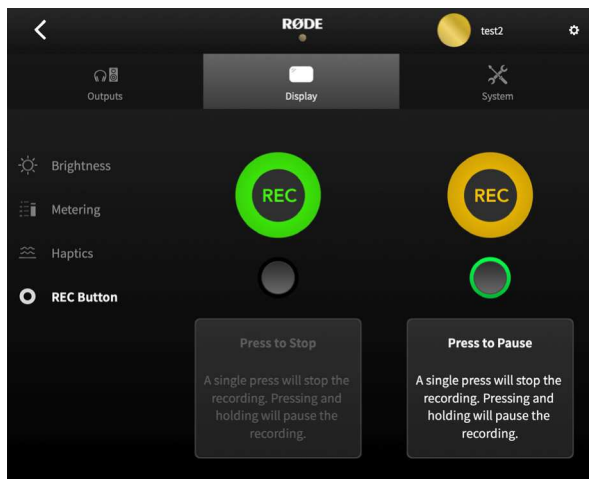 RØDE
test2
Outputs
Display
System
Brightness
Metering
Haptics
REC Button
REC
REC
Press to Stop
A single press will stop the
recording. Pressing and
holding will pause the
recording.
Press to Pause
A single press will stop the
recording. Pressing and
holding will pause the
recording.